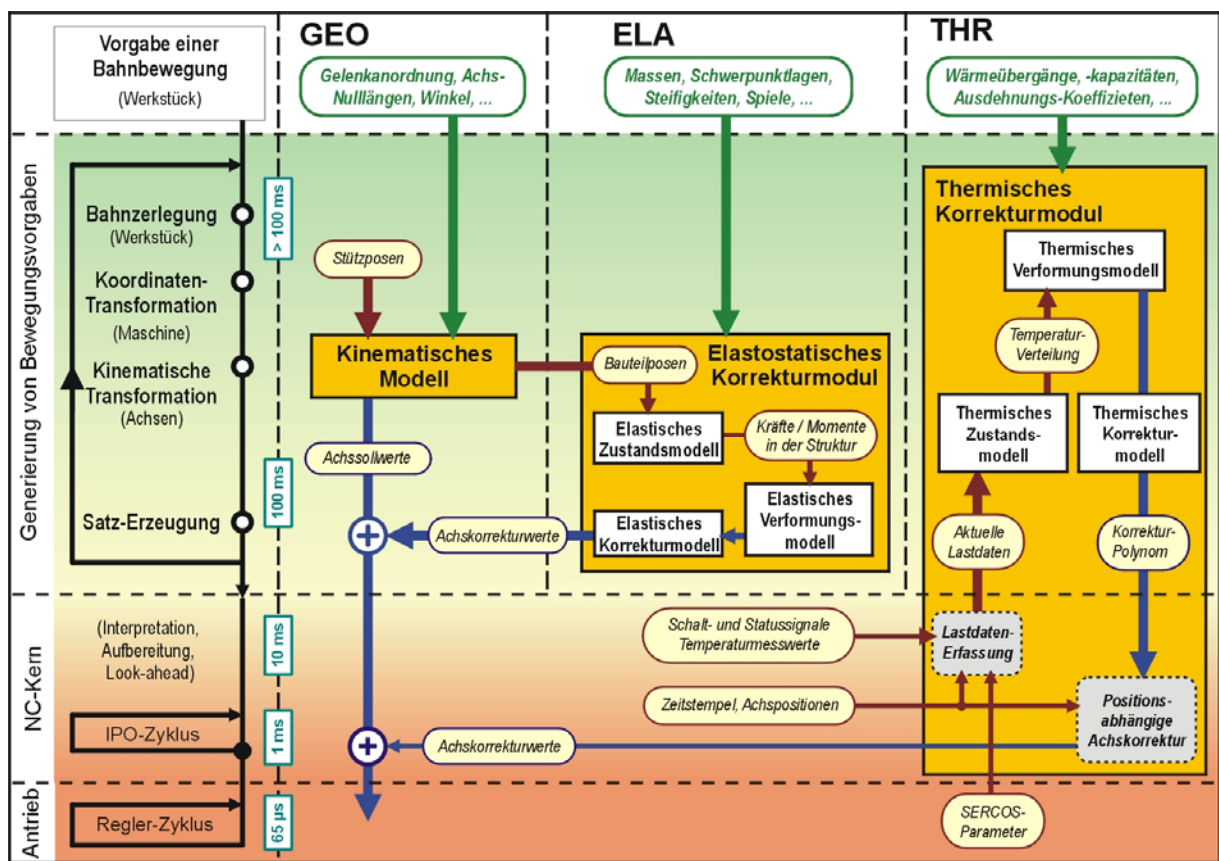 Vorgabe einer
Bahnbewegung
(Werkstück)
GEO
Gelenkanordnung, Achs-
Nulllängen, Winkel, ...
ELA
Massen, Schwerpunktlagen,
Steifigkeiten, Spiele, ...
THR
Wärmeübergänge, -kapazitäten,
Ausdehnungs-Koeffizieten, ...
Generierung von Bewegungsvorgaben
Bahnzerlegung
(Werkstück)
Koordinaten-
Transformation
(Maschine)
Kinematische
Transformation
(Achsen)
Satz-Erzeugung
> 100 ms
100 ms
Stützposen
Kinematisches
Modell
Achssollwerte
Bauteilposen
Elastostatisches
Korrekturmodul
Elastisches
Zustandsmodell
Kräfte / Momente
in der Struktur
Elastisches
Verformungs-
modell
Elastisches
Korrekturmodell
Achskorrekturwerte
Thermisches
Korrekturmodul
Thermisches
Verformungsmodell
Temperatur-
Verteilung
Thermisches
Zustands-
modell
Thermisches
Korrektur-
modell
Aktuelle
Lastdaten
Korrektur-
Polynom
NC-Kern
(Interpretation,
Aufbereitung,
Look-ahead)
10 ms
IPO-Zyklus
1 ms
Schalt- und Statussignale
Temperaturmesswerte
Lastdaten-
Erfassung
Zeitstempel, Achspositionen
Positions-
abhängige
Achskorrektur
Achskorrekturwerte
Antrieb
Regler-Zyklus
65 µs
SERCOS-
Parameter